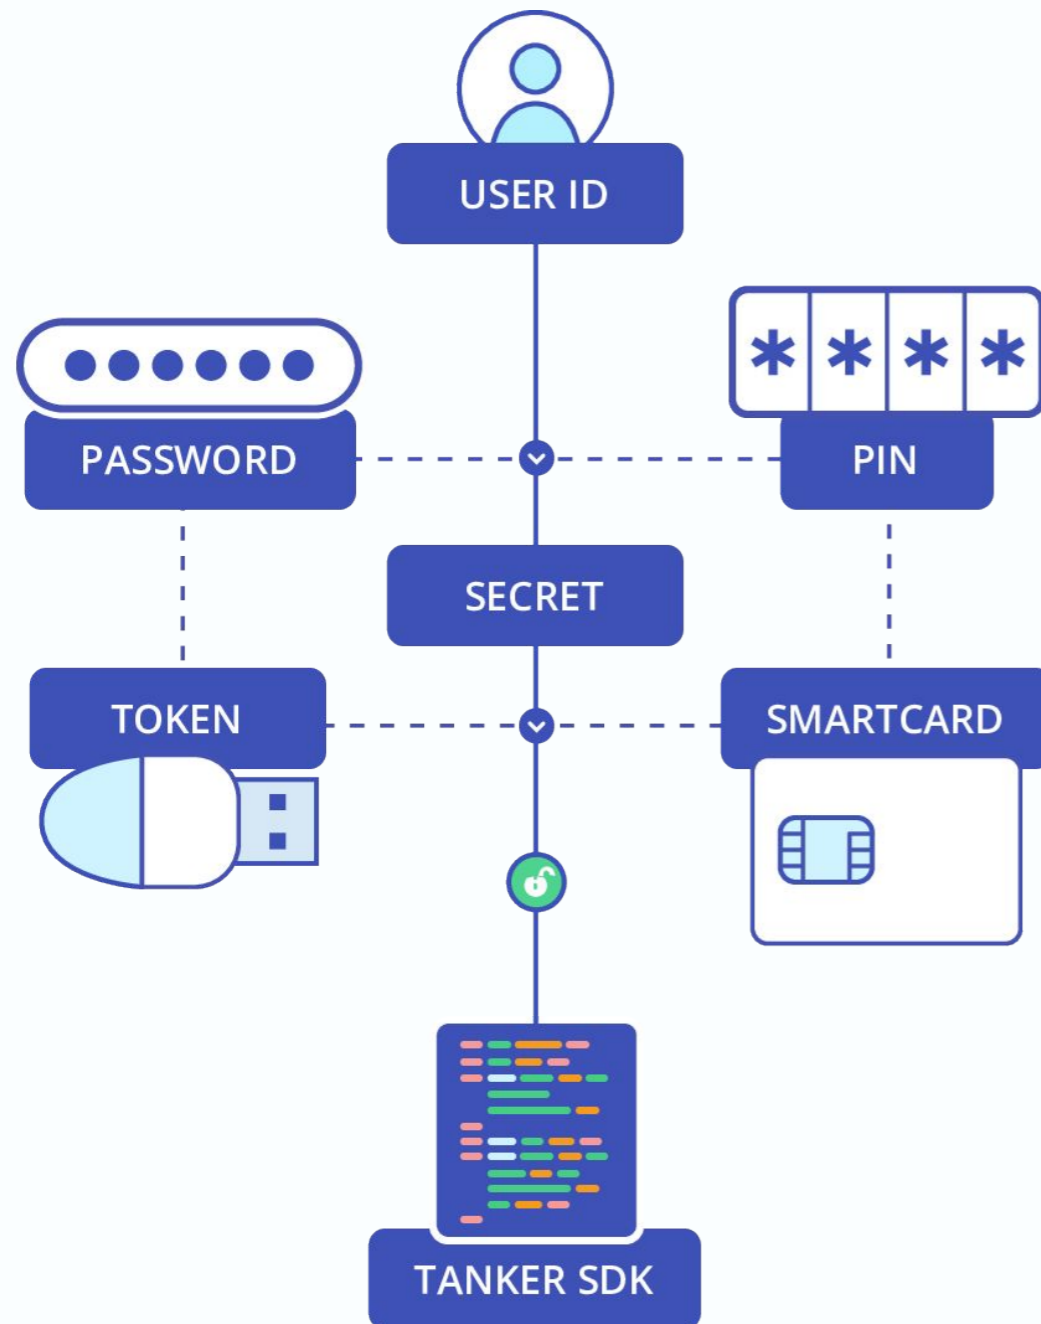 USER ID
* * * *
PASSWORD
PIN
SECRET
TOKEN
SMARTCARD
TANKER SDK